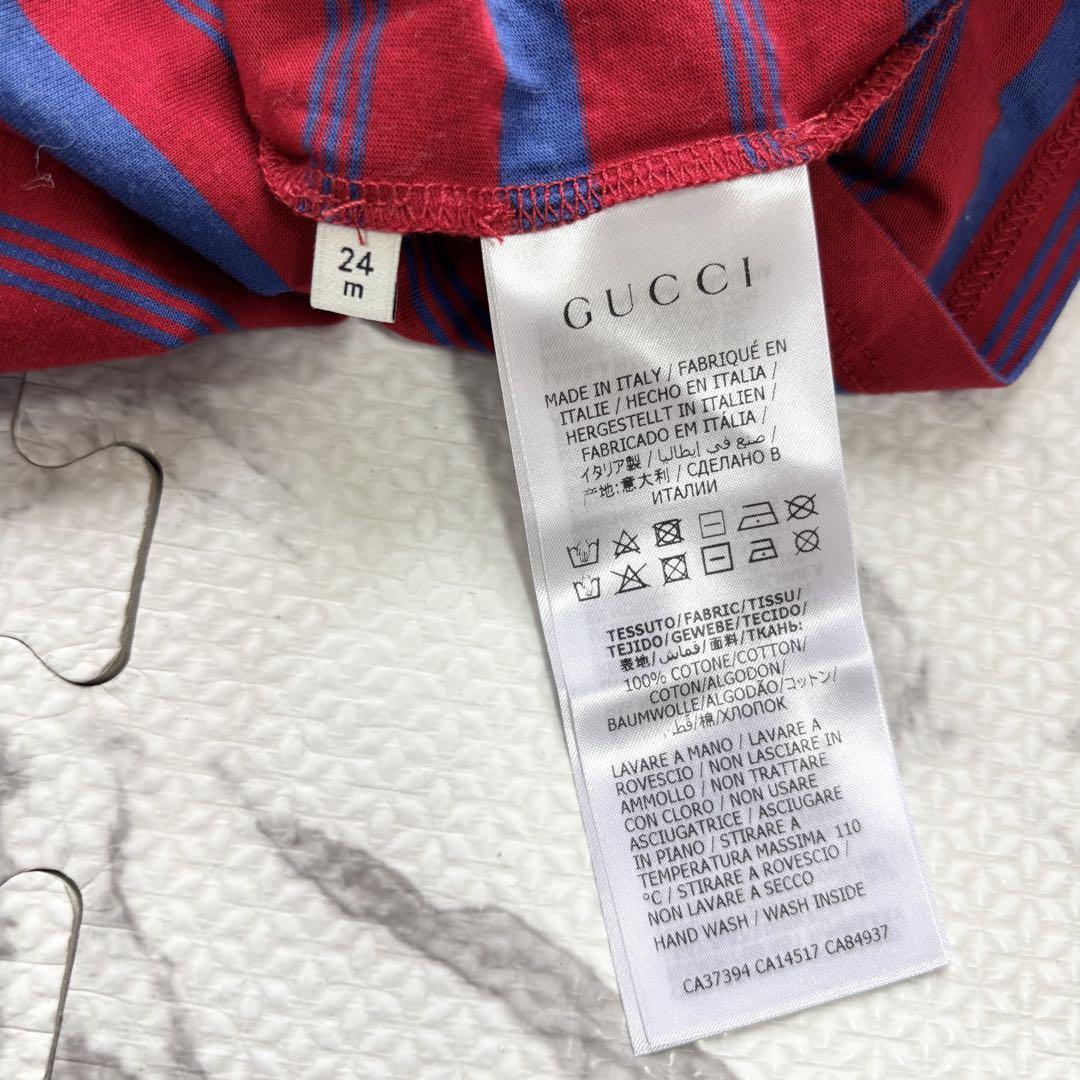 24
m
GUCCI
MADE IN ITALY / FABRIQUÉ EN
ITALIE / HECHO EN ITALIA /
HERGESTELLT IN ITALIEN /
FABRICADO EM ITÁLIA /
イタリア製 / صنع في إيطاليا /
产地:意大利 / СДЕЛАНО В
ИТАЛИИ
TESSUTO/FABRIC/TISSU/
TEJIDO/GEWEBE/TECIDO/
表地/قماش/面料/ТКАНЬ:
100% COTONE/COTTON/
COTON/ALGODON/
BAUMWOLLE/ALGODÃO/コットン/
قطن/棉/ХЛОПОК
LAVARE A MANO / LAVARE A
ROVESCIO / NON LASCIARE IN
AMMOLLO / NON TRATTARE
CON CLORO / NON USARE
ASCIUGATRICE / ASCIUGARE
IN PIANO / STIRARE A
TEMPERATURA MASSIMA 110
°C / STIRARE A ROVESCIO /
NON LAVARE A SECCO
HAND WASH / WASH INSIDE
CA37394 CA14517 CA84937